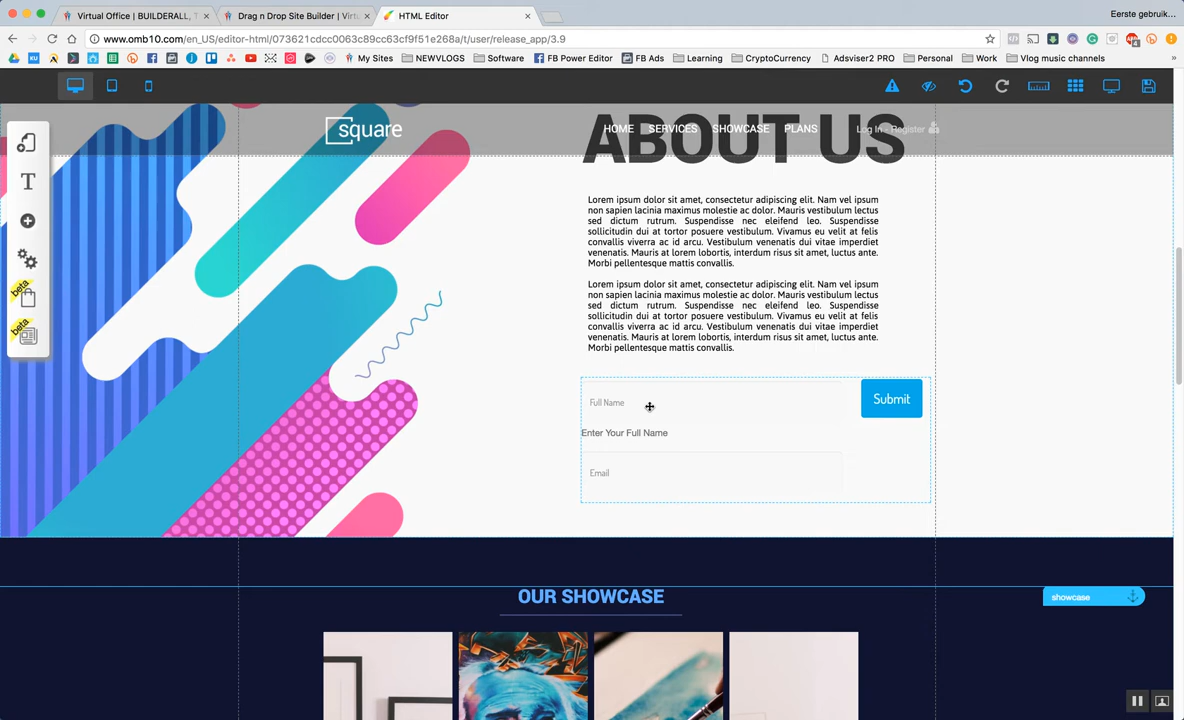 Virtual Office | BUILDERALL, T
Drag n Drop Site Builder | Virtu
HTML Editor
Eerste gebruik...
www.omb10.com/en_US/editor-html/073621cdcc0063c89cc63cf9f51e268a/t/user/release_app/3.9
My Sites
NEWVLOGS
Software
FB Power Editor
FB Ads
Learning
CryptoCurrency
Adviser2 PRO
Personal
Work
Vlog music channels
square
HOME
SERVICES
SHOWCASE
PLANS
Log In - Register
ABOUT US
beta
beta
Lorem ipsum dolor sit amet, consectetur adipiscing elit. Nam vel ipsum
non sapien lacinia maximus molestie ac dolor. Mauris vestibulum lectus
sed dictum rutrum. Suspendisse nec eleifend leo. Suspendisse
sollicitudin dui at tortor posuere vestibulum. Vivamus eu velit at felis
convallis viverra ac id arcu. Vestibulum venenatis dui vitae imperdiet
venenatis. Mauris at lorem lobortis, interdum risus sit amet, luctus ante.
Morbi pellentesque mattis convallis.
Lorem ipsum dolor sit amet, consectetur adipiscing elit. Nam vel ipsum
non sapien lacinia maximus molestie ac dolor. Mauris vestibulum lectus
sed dictum rutrum. Suspendisse nec eleifend leo. Suspendisse
sollicitudin dui at tortor posuere vestibulum. Vivamus eu velit at felis
convallis viverra ac id arcu. Vestibulum venenatis dui vitae imperdiet
venenatis. Mauris at lorem lobortis, interdum risus sit amet, luctus ante.
Morbi pellentesque mattis convallis.
Full Name
Submit
Enter Your Full Name
Email
OUR SHOWCASE
showcase